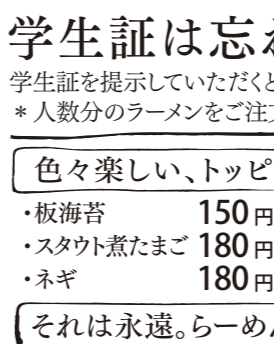 学生証は忘れ
学生証を提示していただくと
＊人数分のラーメンをご注文
色々楽しい、トッピ
・板海苔 150円
・スタウト煮たまご 180円
・ネギ 180円
それは永遠。らーめん